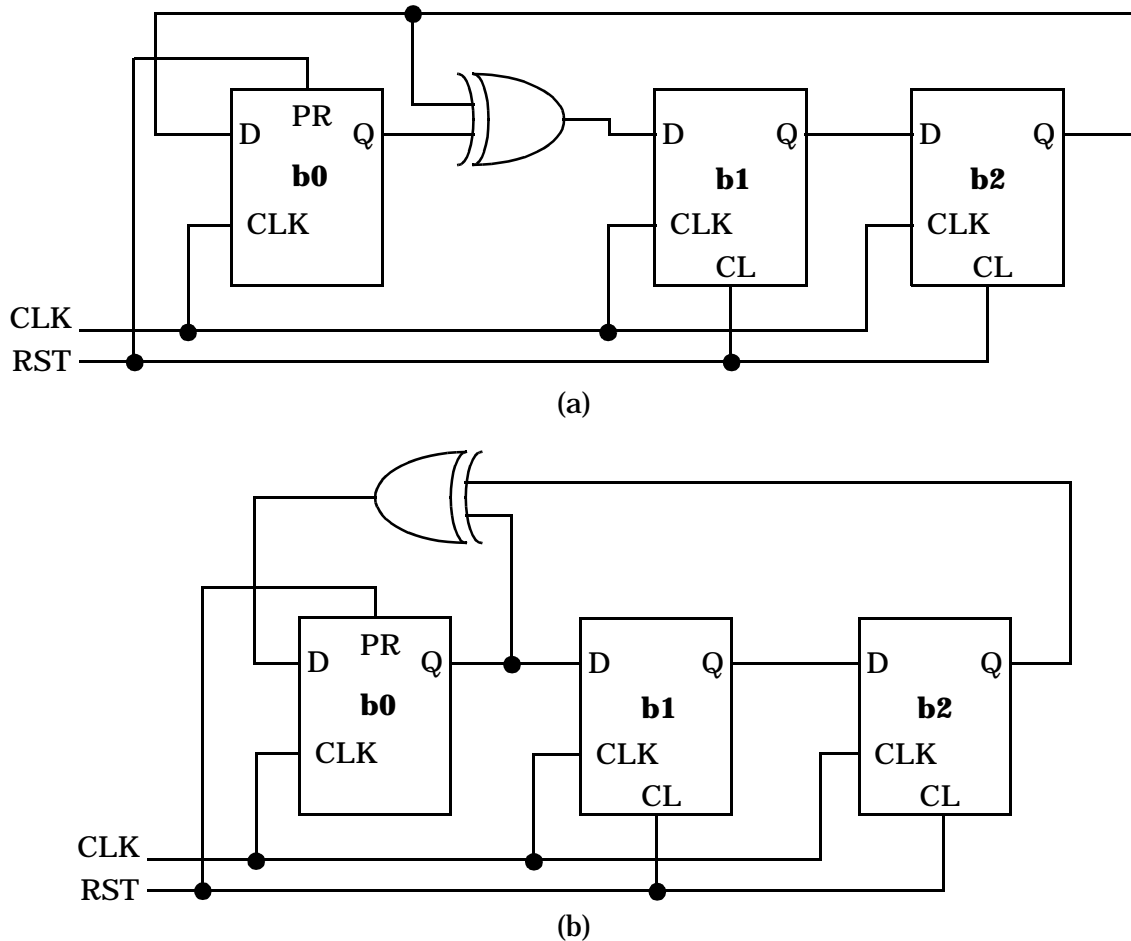 PR
D Q D Q D Q
b0 b1 b2
CLK CLK CLK
CL CL
CLK
RST
(a)
PR
D Q D Q D Q
b0 b1 b2
CLK CLK CLK
CL CL
CLK
RST
(b)